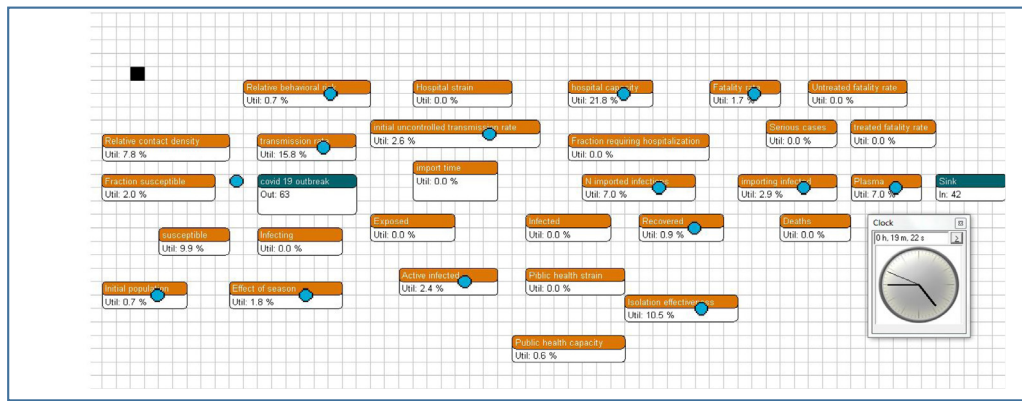 Relative behavioral
Util: 0.7 %
Hospital strain
Util: 0.0 %
hospital capacity
Util: 21.8 %
Fatality rate
Util: 1.7 %
Untreated fatality rate
Util: 0.0 %
Relative contact density
Util: 7.8 %
transmission rate
Util: 15.8 %
initial uncontrolled transmission rate
Util: 2.6 %
Fraction requiring hospitalization
Util: 0.0 %
Serious cases
Util: 0.0 %
treated fatality rate
Util: 0.0 %
import time
Util: 0.0 %
Fraction susceptible
Util: 2.0 %
covid 19 outbreak
Out: 63
N imported infections
Util: 7.0 %
importing infected
Util: 2.9 %
Plasma
Util: 7.0 %
Sink
In: 42
susceptible
Util: 9.9 %
Infecting
Util: 0.0 %
Exposed
Util: 0.0 %
Infected
Util: 0.0 %
Recovered
Util: 0.9 %
Deaths
Util: 0.0 %
Clock
0 h, 19 m, 22 s
Initial population
Util: 0.7 %
Effect of season
Util: 1.8 %
Active infected
Util: 2.4 %
Piblic health strain
Util: 0.0 %
Isolation effectiveness
Util: 10.5 %
Public health capacity
Util: 0.6 %